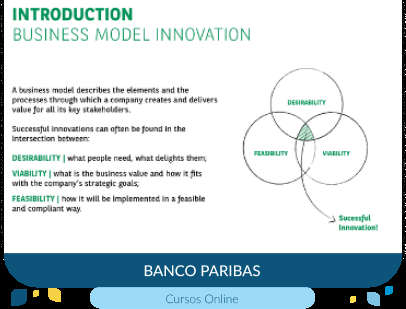 INTRODUCTION
BUSINESS MODEL INNOVATION
A business model describes the elements and the
processes through which a company creates and delivers
value for all its key stakeholders.
Successful innovations can often be found in the
intersection between:
DESIRABILITY | what people need, what delights them;
VIABILITY | what is the business value and how it fits
with the company's strategic goals;
FEASIBILITY | how it will be implemented in a feasible
and compliant way.
DESIRABILITY
FEASIBILITY
VIABILITY
Sucessful
Innovation!
BANCO PARIBAS
Cursos Online